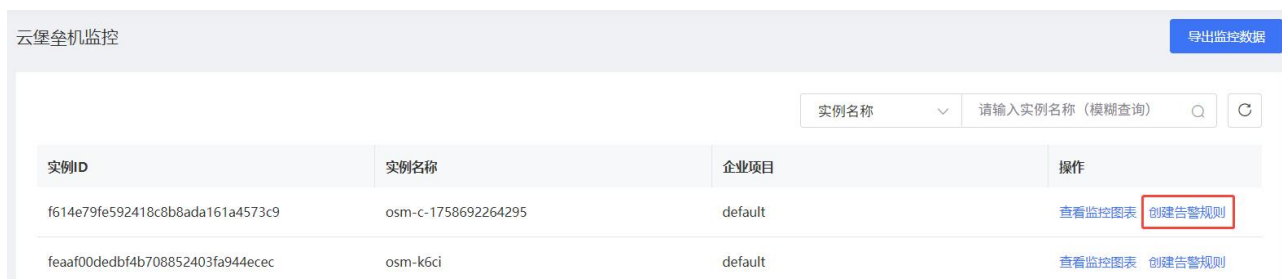 云堡垒机监控
导出监控数据
实例名称 请输入实例名称（模糊查询）
实例ID 实例名称 企业项目 操作
f614e79fe592418c8b8ada161a4573c9 osm-c-1758692264295 default 查看监控图表 创建告警规则
feaaf00dedbf4b708852403fa944ecec osm-k6ci default 查看监控图表 创建告警规则